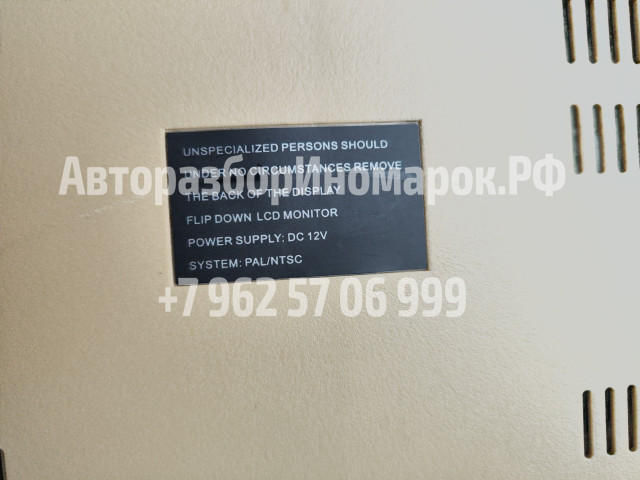 UNSPECIALIZED PERSONS SHOULD
UNDER NO CIRCUMSTANCES REMOVE
АвторазборИномарок.РФ
THE BACK OF THE DISPLAY
FLIP DOWN LCD MONITOR
POWER SUPPLY: DC 12V
SYSTEM: PAL/NTSC
+7 962 57 06 999